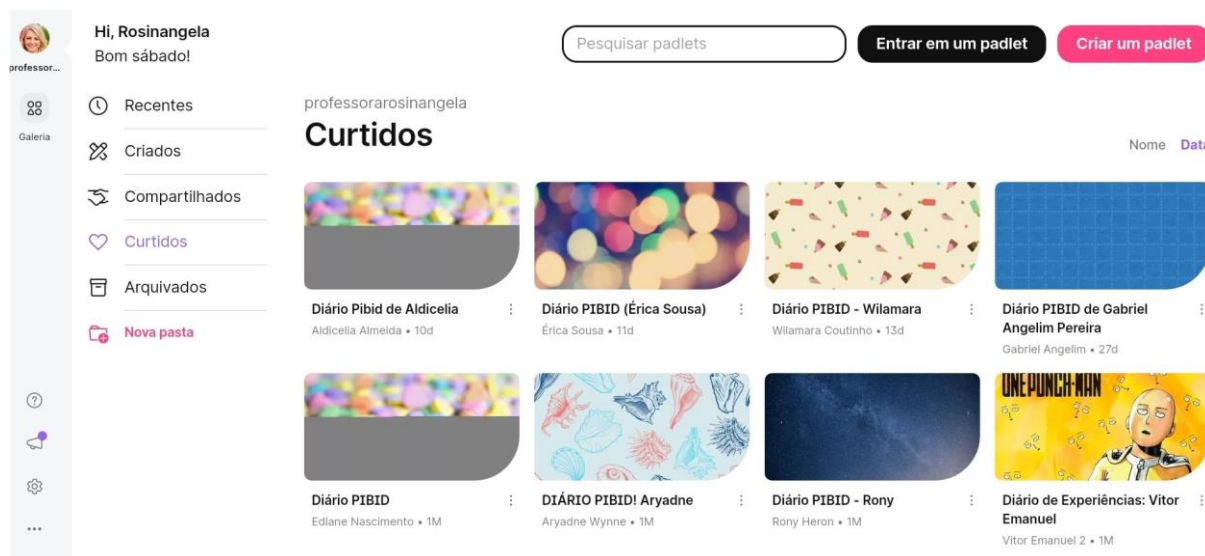 Hi, Rosinangela
Bom sábado!
Pesquisar padlets
Entrar em um padlet
Criar um padlet
professor...
Galeria
Recentes
Criados
Compartilhados
Curtidos
Arquivados
Nova pasta
professorarosinangela
Curtidos
Nome Data
Diário Pibid de Aldicelia
Aldicelia Almeida • 10d
Diário PIBID (Érica Sousa)
Érica Sousa • 11d
Diário PIBID - Wilamara
Wilamara Coutinho • 13d
Diário PIBID de Gabriel
Angelim Pereira
Gabriel Angelim • 27d
Diário PIBID
Edlane Nascimento • 1M
DIÁRIO PIBID! Aryadne
Aryadne Wynne • 1M
Diário PIBID - Rony
Rony Heron • 1M
ONE PUNCH-MAN
Diário de Experiências: Vitor
Emanuel
Vitor Emanuel 2 • 1M